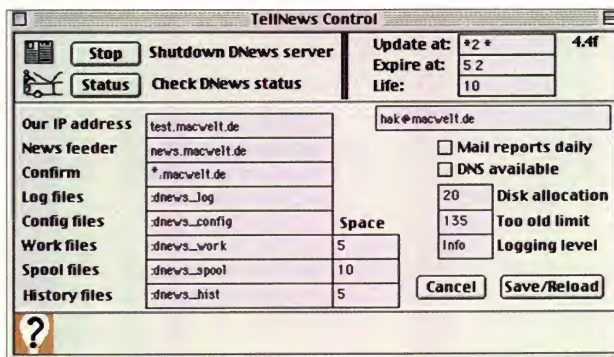 TellNews Control
Stop Shutdown DNews server
Status Check DNews status
Update at: *2 * 4.4f
Expire at: 5 2
Life: 10
hak@macwelt.de
Our IP address test.macwelt.de
News feeder news.macwelt.de
Confirm *.macwelt.de
Log files :dnews_log
Config files :dnews_config Space
Work files :dnews_work 5
Spool files :dnews_spool 10
History files :dnews_hist 5
Mail reports daily
DNS available
20 Disk allocation
135 Too old limit
Info Logging level
Cancel Save/Reload
?